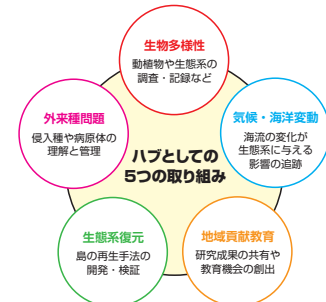 生物多様性
動植物や生態系の
調査・記録など
外来種問題
侵入種や病原体の
理解と管理
気候・海洋変動
海流の変化が
生態系に与える
影響の追跡
ハブとしての
5つの取り組み
生態系復元
島の再生手法の
開発・検証
地域貢献教育
研究成果の共有や
教育機会の創出